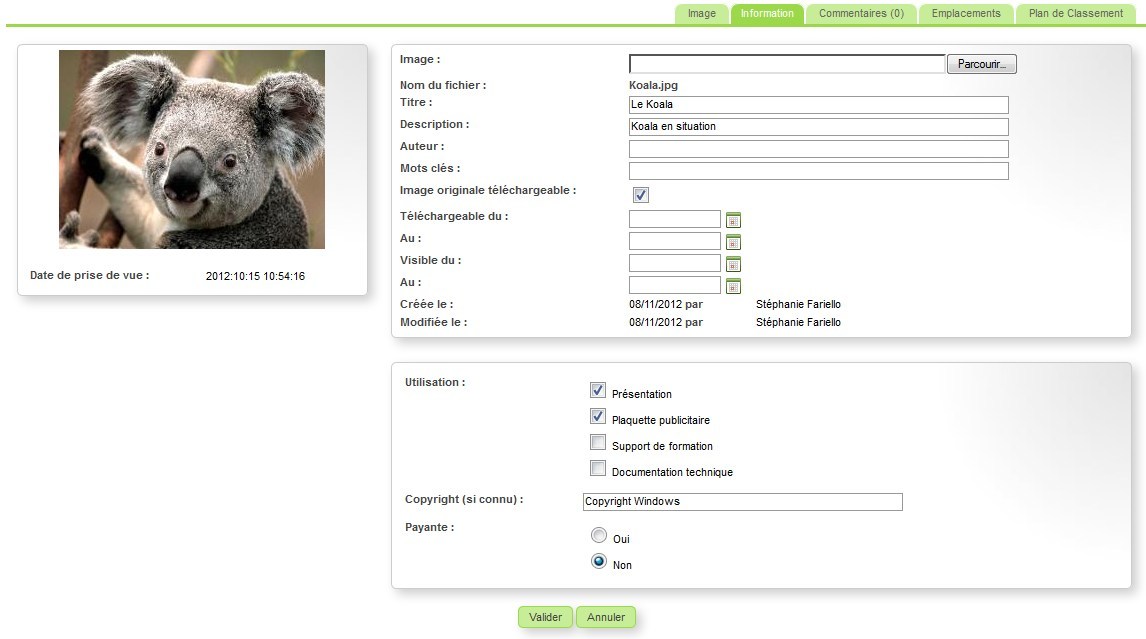 Image Information Commentaires (0) Emplacements Plan de Classement
Date de prise de vue : 2012:10:15 10:54:16
Image : Parcourir...
Nom du fichier : Koala.jpg
Titre : Le Koala
Description : Koala en situation
Auteur :
Mots clés :
Image originale téléchargeable :
Téléchargeable du :
Au :
Visible du :
Au :
Créée le : 08/11/2012 par Stéphanie Fariello
Modifiée le : 08/11/2012 par Stéphanie Fariello
Utilisation :
Présentation
Plaquette publicitaire
Support de formation
Documentation technique
Copyright (si connu) : Copyright Windows
Payante :
Oui
Non
Valider Annuler